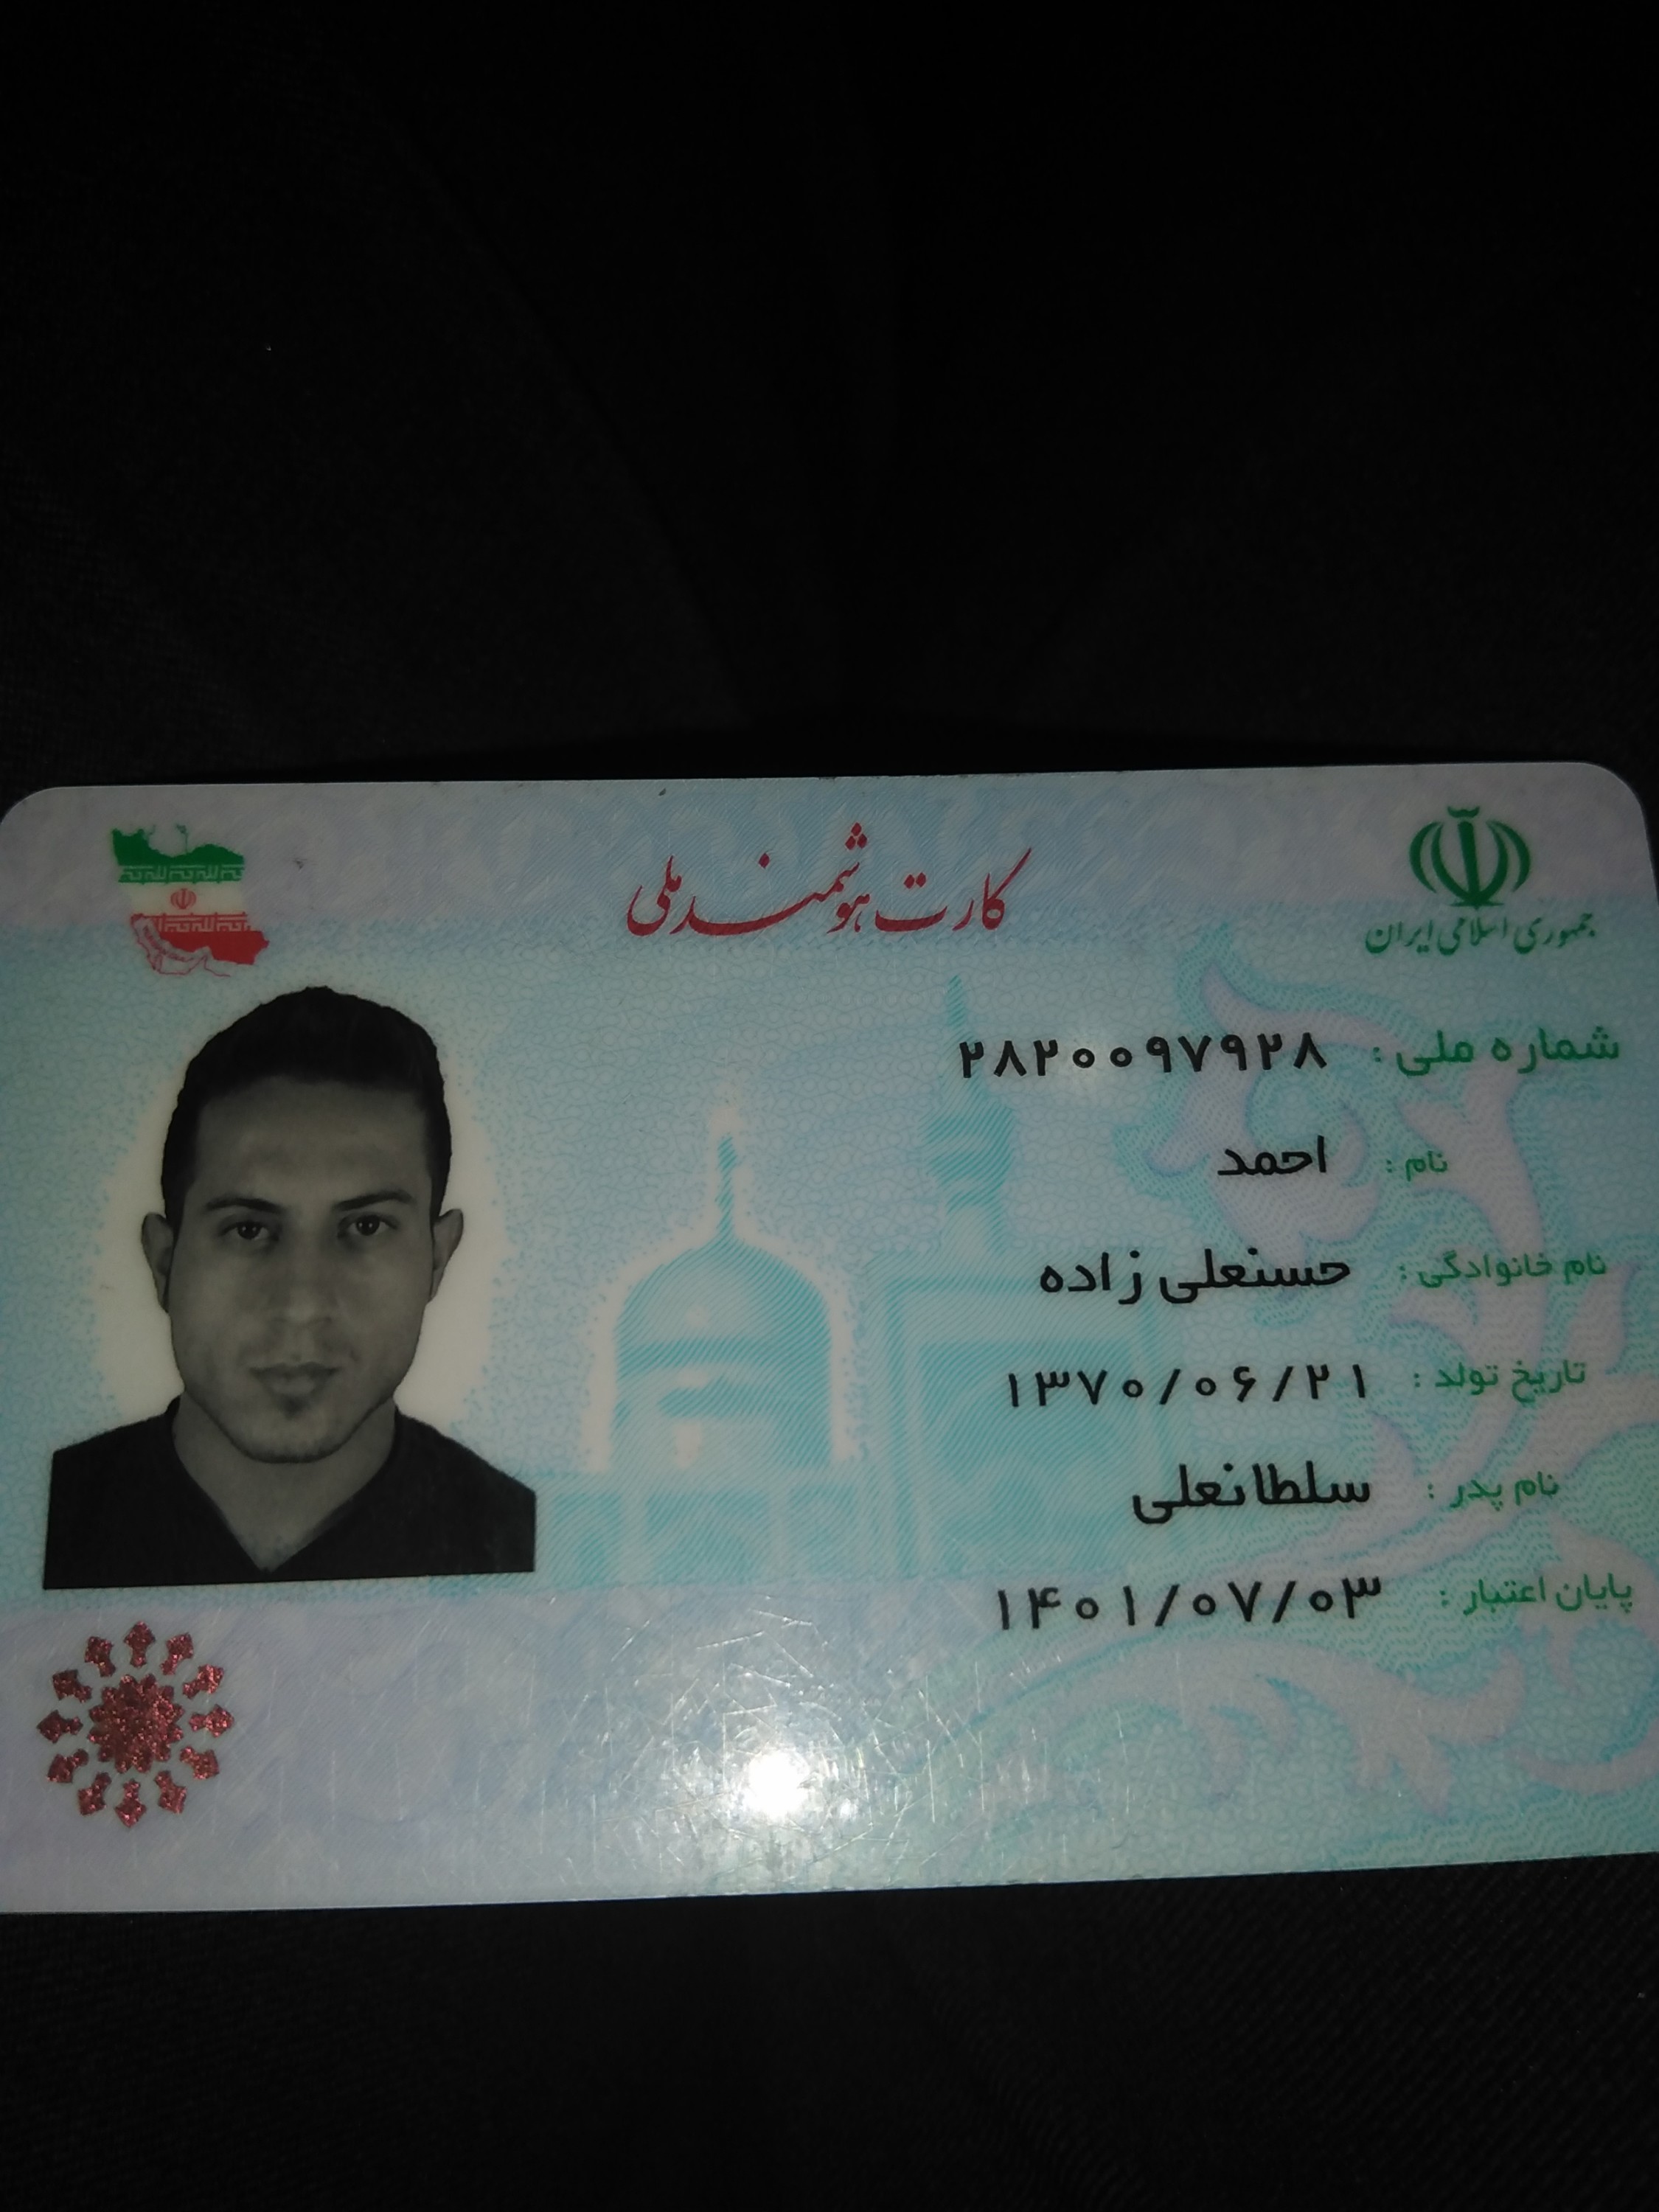 جمهوری اسلامی ایران
کارت هوشمند ملی
شماره ملی : ۲۸۲۰۰۹۷۹۲۸
نام : احمد
نام خانوادگی : حسنعلی زاده
تاریخ تولد : ۱۳۷۰/۰۶/۲۱
نام پدر : سلطانعلی
پایان اعتبار : ۱۴۰۱/۰۷/۰۳